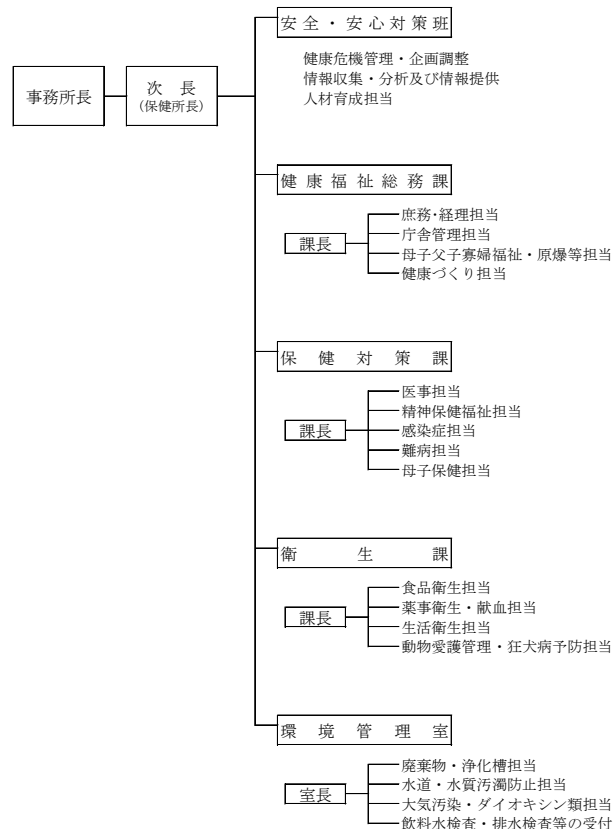 事務所長
次長
(保健所長)
安全・安心対策班
健康危機管理・企画調整
情報収集・分析及び情報提供
人材育成担当
健康福祉総務課
課長
庶務・経理担当
庁舎管理担当
母子父子寡婦福祉・原爆等担当
健康づくり担当
保健対策課
課長
医事担当
精神保健福祉担当
感染症担当
難病担当
母子保健担当
衛生課
課長
食品衛生担当
薬事衛生・献血担当
生活衛生担当
動物愛護管理・狂犬病予防担当
環境管理室
室長
廃棄物・浄化槽担当
水道・水質汚濁防止担当
大気汚染・ダイオキシン類担当
飲料水検査・排水検査等の受付